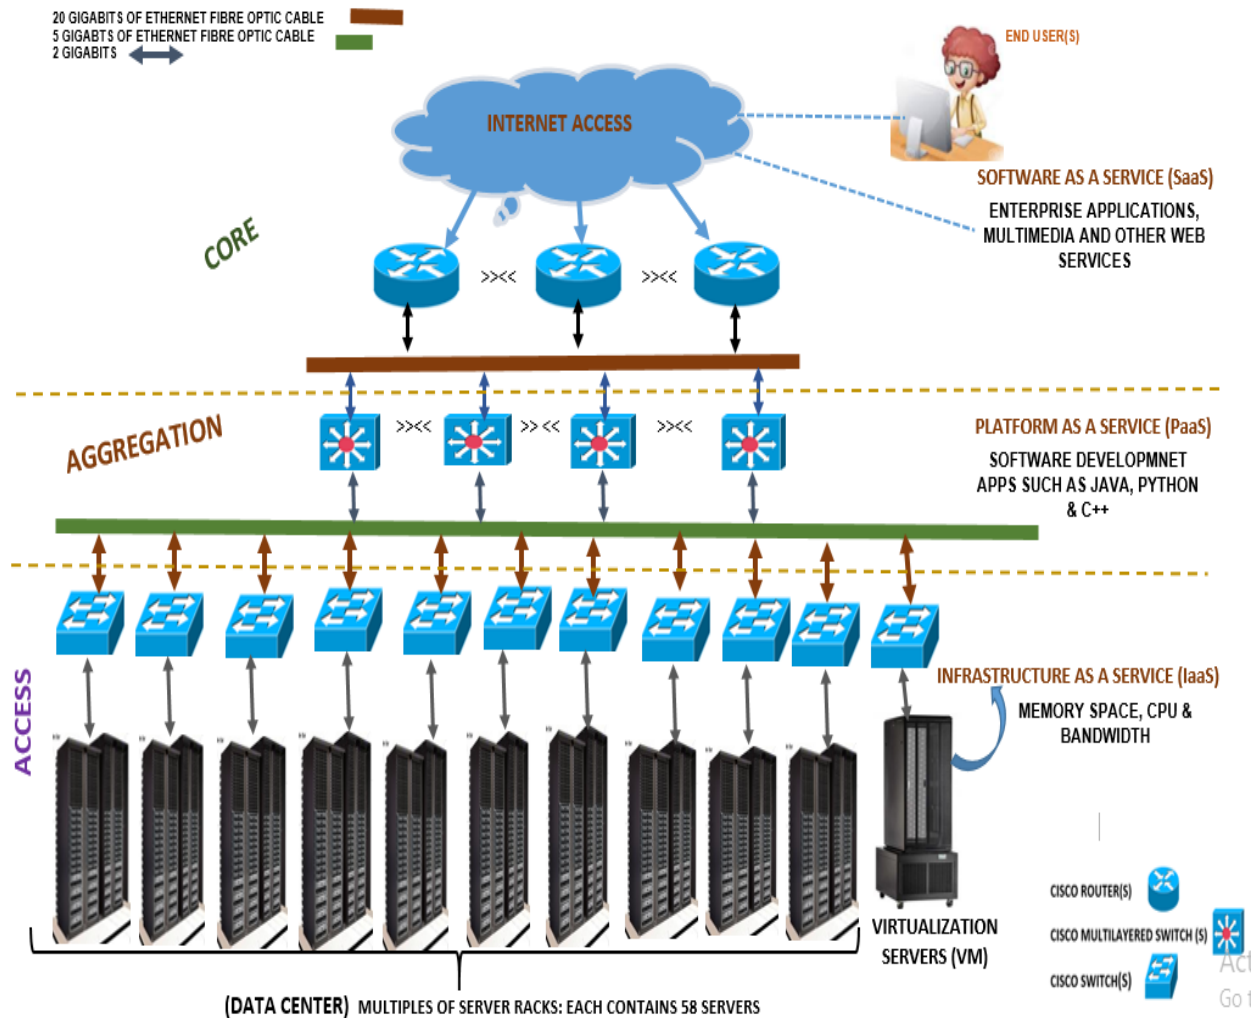 20 GIGABITS OF ETHERNET FIBRE OPTIC CABLE
5 GIGABTS OF ETHERNET FIBRE OPTIC CABLE
2 GIGABITS
END USER(S)
INTERNET ACCESS
SOFTWARE AS A SERVICE (SaaS)
ENTERPRISE APPLICATIONS,
MULTIMEDIA AND OTHER WEB
SERVICES
CORE
>><<
>><<
AGGREGATION
>><<
>> <<
>><<
PLATFORM AS A SERVICE (PaaS)
SOFTWARE DEVELOPMNET
APPS SUCH AS JAVA, PYTHON
& C++
ACCESS
INFRASTRUCTURE AS A SERVICE (IaaS)
MEMORY SPACE, CPU &
BANDWIDTH
CISCO ROUTER(S)
CISCO MULTILAYERED SWITCH (S)
CISCO SWITCH(S)
VIRTUALIZATION
SERVERS (VM)
(DATA CENTER) MULTIPLES OF SERVER RACKS: EACH CONTAINS 58 SERVERS
Act
Go t